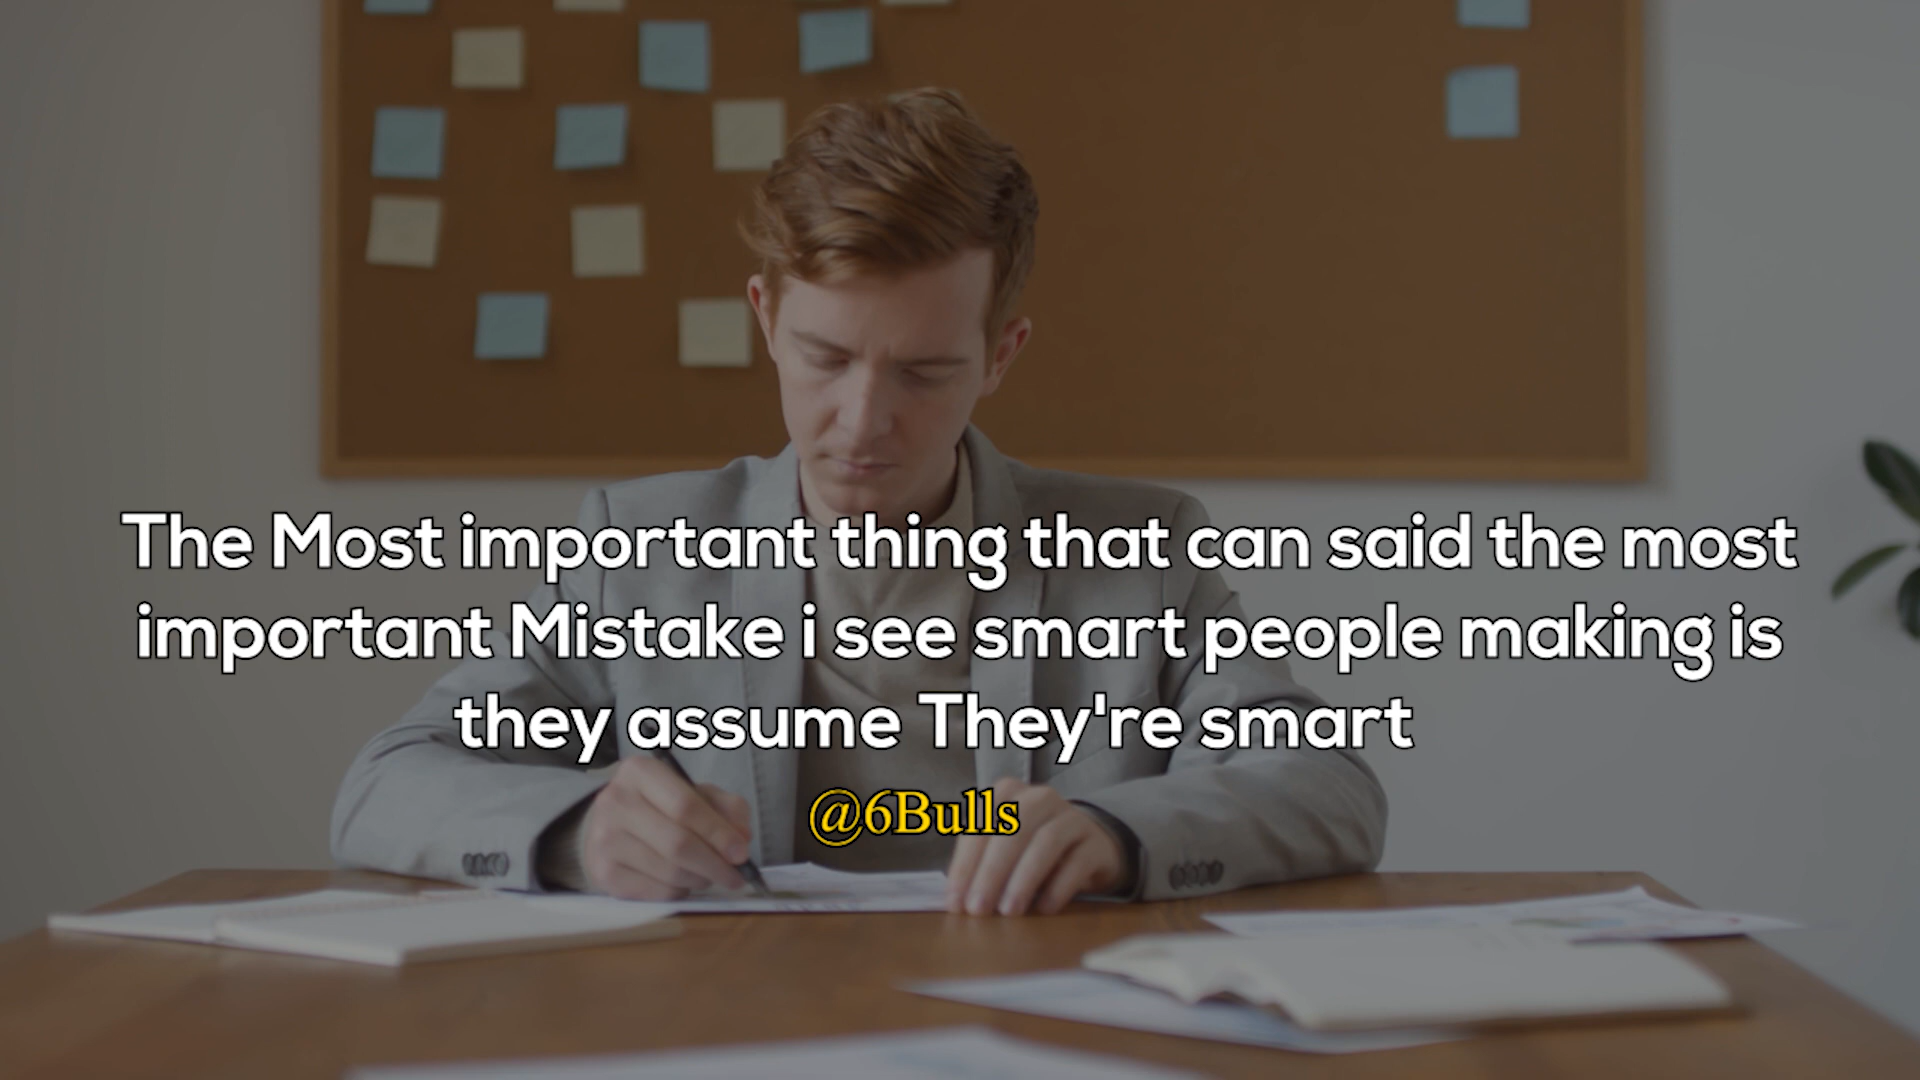 The Most important thing that can said the most
important Mistake i see smart people making is
they assume They're smart
@6Bulls